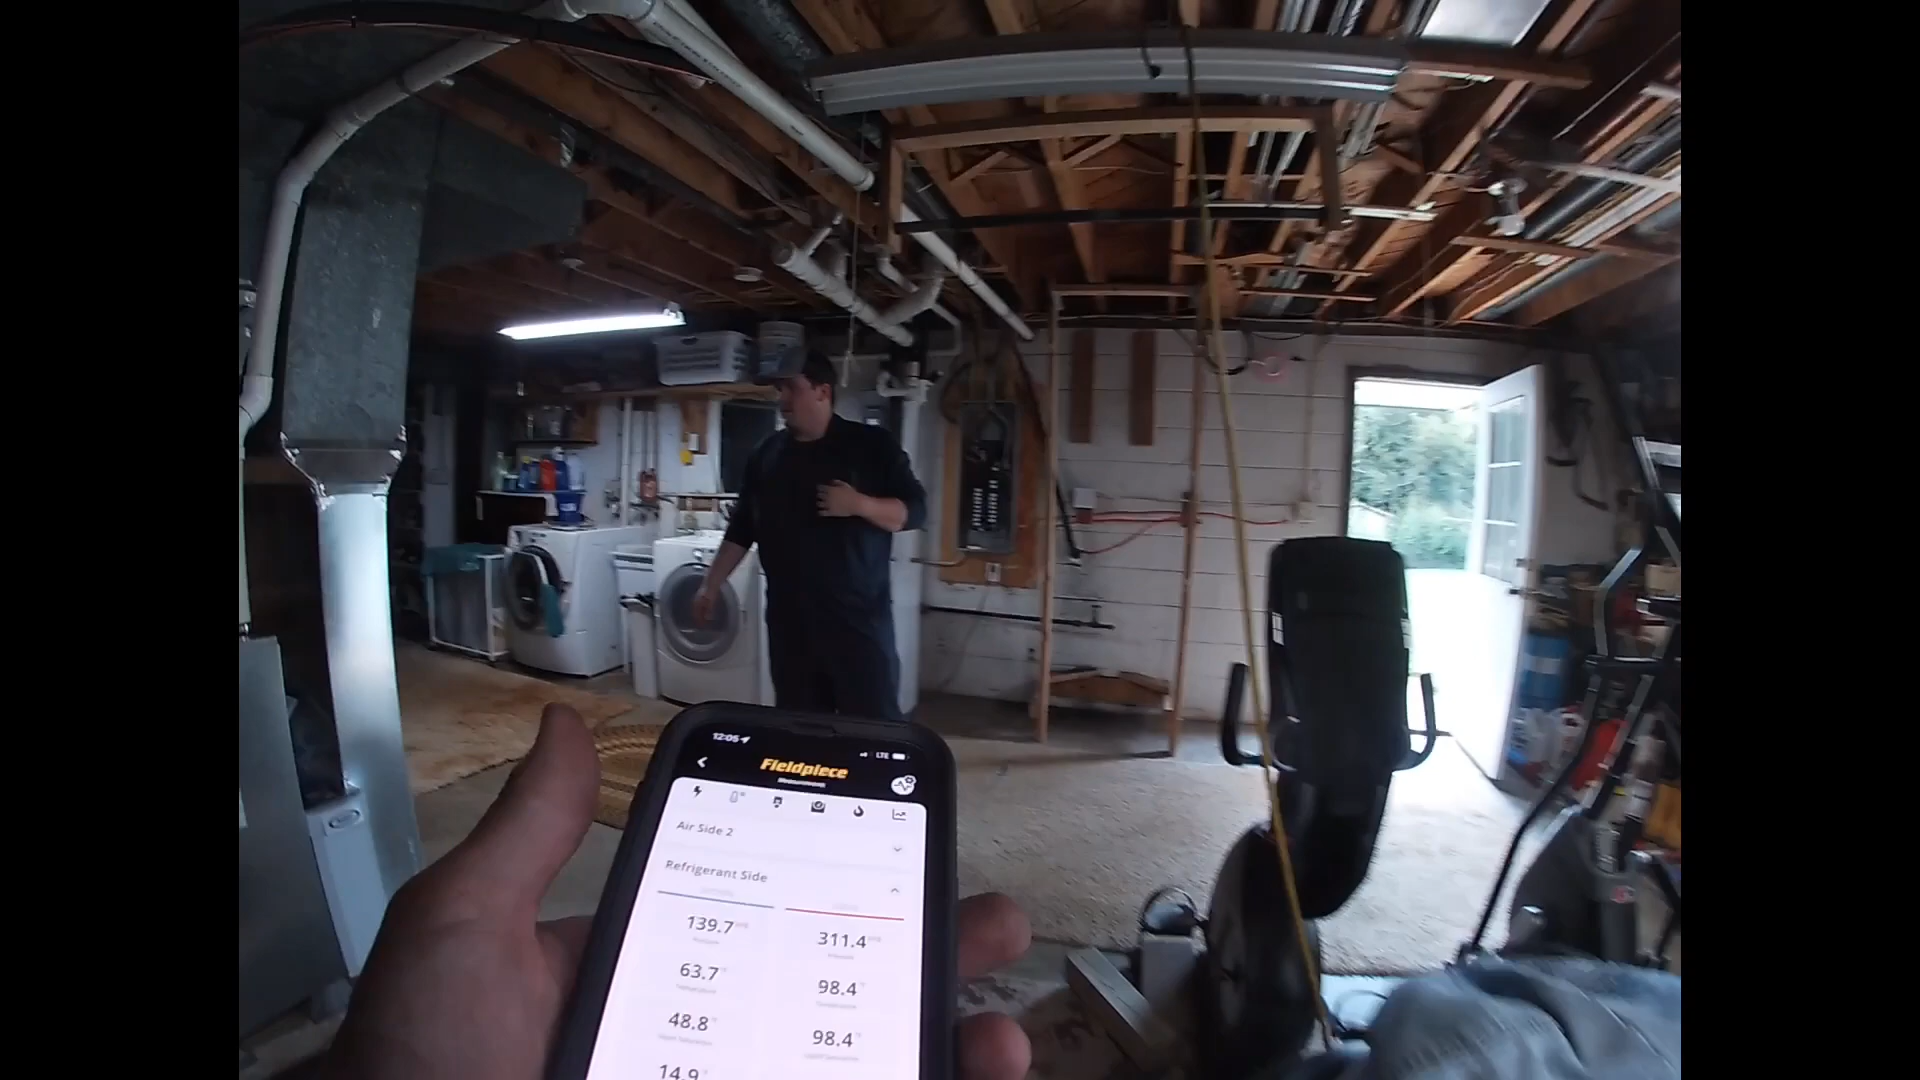 12:05
LTE
Fieldpiece
Measurements
Air Side 2
Refrigerant Side
139.7
311.4
63.7
98.4
48.8
98.4
14.9